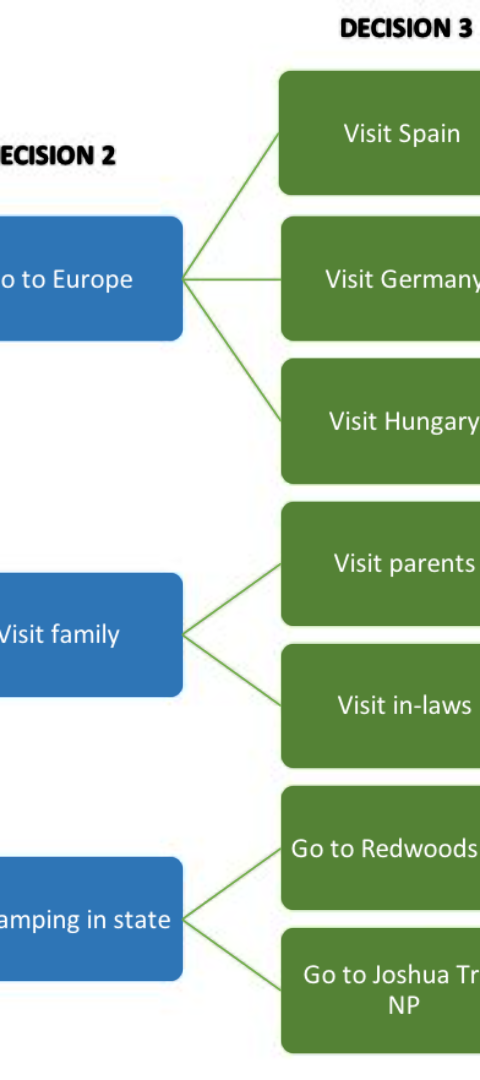 DECISION 3
ECISION 2
Visit Spain
o to Europe
Visit Germany
Visit Hungary
Visit family
Visit parents
Visit in-laws
amping in state
Go to Redwoods
Go to Joshua Tr
NP